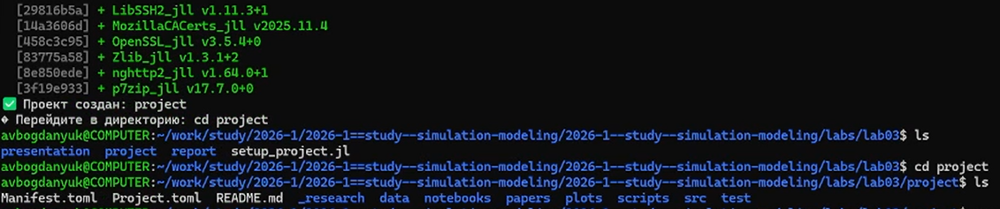 [29816b5a] + LibSSH2_jll v1.11.3+1
[14a3606d] + MozillaCACerts_jll v2025.11.4
[458c3c95] + OpenSSL_jll v3.5.4+0
[83775a58] + Zlib_jll v1.3.1+2
[8e850ede] + nghttp2_jll v1.64.0+1
[3f19e933] + p7zip_jll v17.7.0+0
✅ Проект создан: project
� Перейдите в директорию: cd project
avbogdanyuk@COMPUTER:~/work/study/2026-1/2026-1==study--simulation-modeling/2026-1--study--simulation-modeling/labs/lab03$ ls
presentation project report setup_project.jl
avbogdanyuk@COMPUTER:~/work/study/2026-1/2026-1==study--simulation-modeling/2026-1--study--simulation-modeling/labs/lab03$ cd project
avbogdanyuk@COMPUTER:~/work/study/2026-1/2026-1==study--simulation-modeling/2026-1--study--simulation-modeling/labs/lab03/project$ ls
Manifest.toml Project.toml README.md _research data notebooks papers plots scripts src test